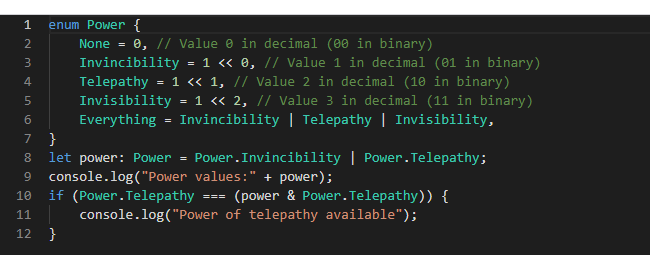 1 enum Power {
2 None = 0, // Value 0 in decimal (00 in binary)
3 Invincibility = 1 << 0, // Value 1 in decimal (01 in binary)
4 Telepathy = 1 << 1, // Value 2 in decimal (10 in binary)
5 Invisibility = 1 << 2, // Value 3 in decimal (11 in binary)
6 Everything = Invincibility | Telepathy | Invisibility,
7 }
8 let power: Power = Power.Invincibility | Power.Telepathy;
9 console.log("Power values:" + power);
10 if (Power.Telepathy === (power & Power.Telepathy)) {
11 console.log("Power of telepathy available");
12 }